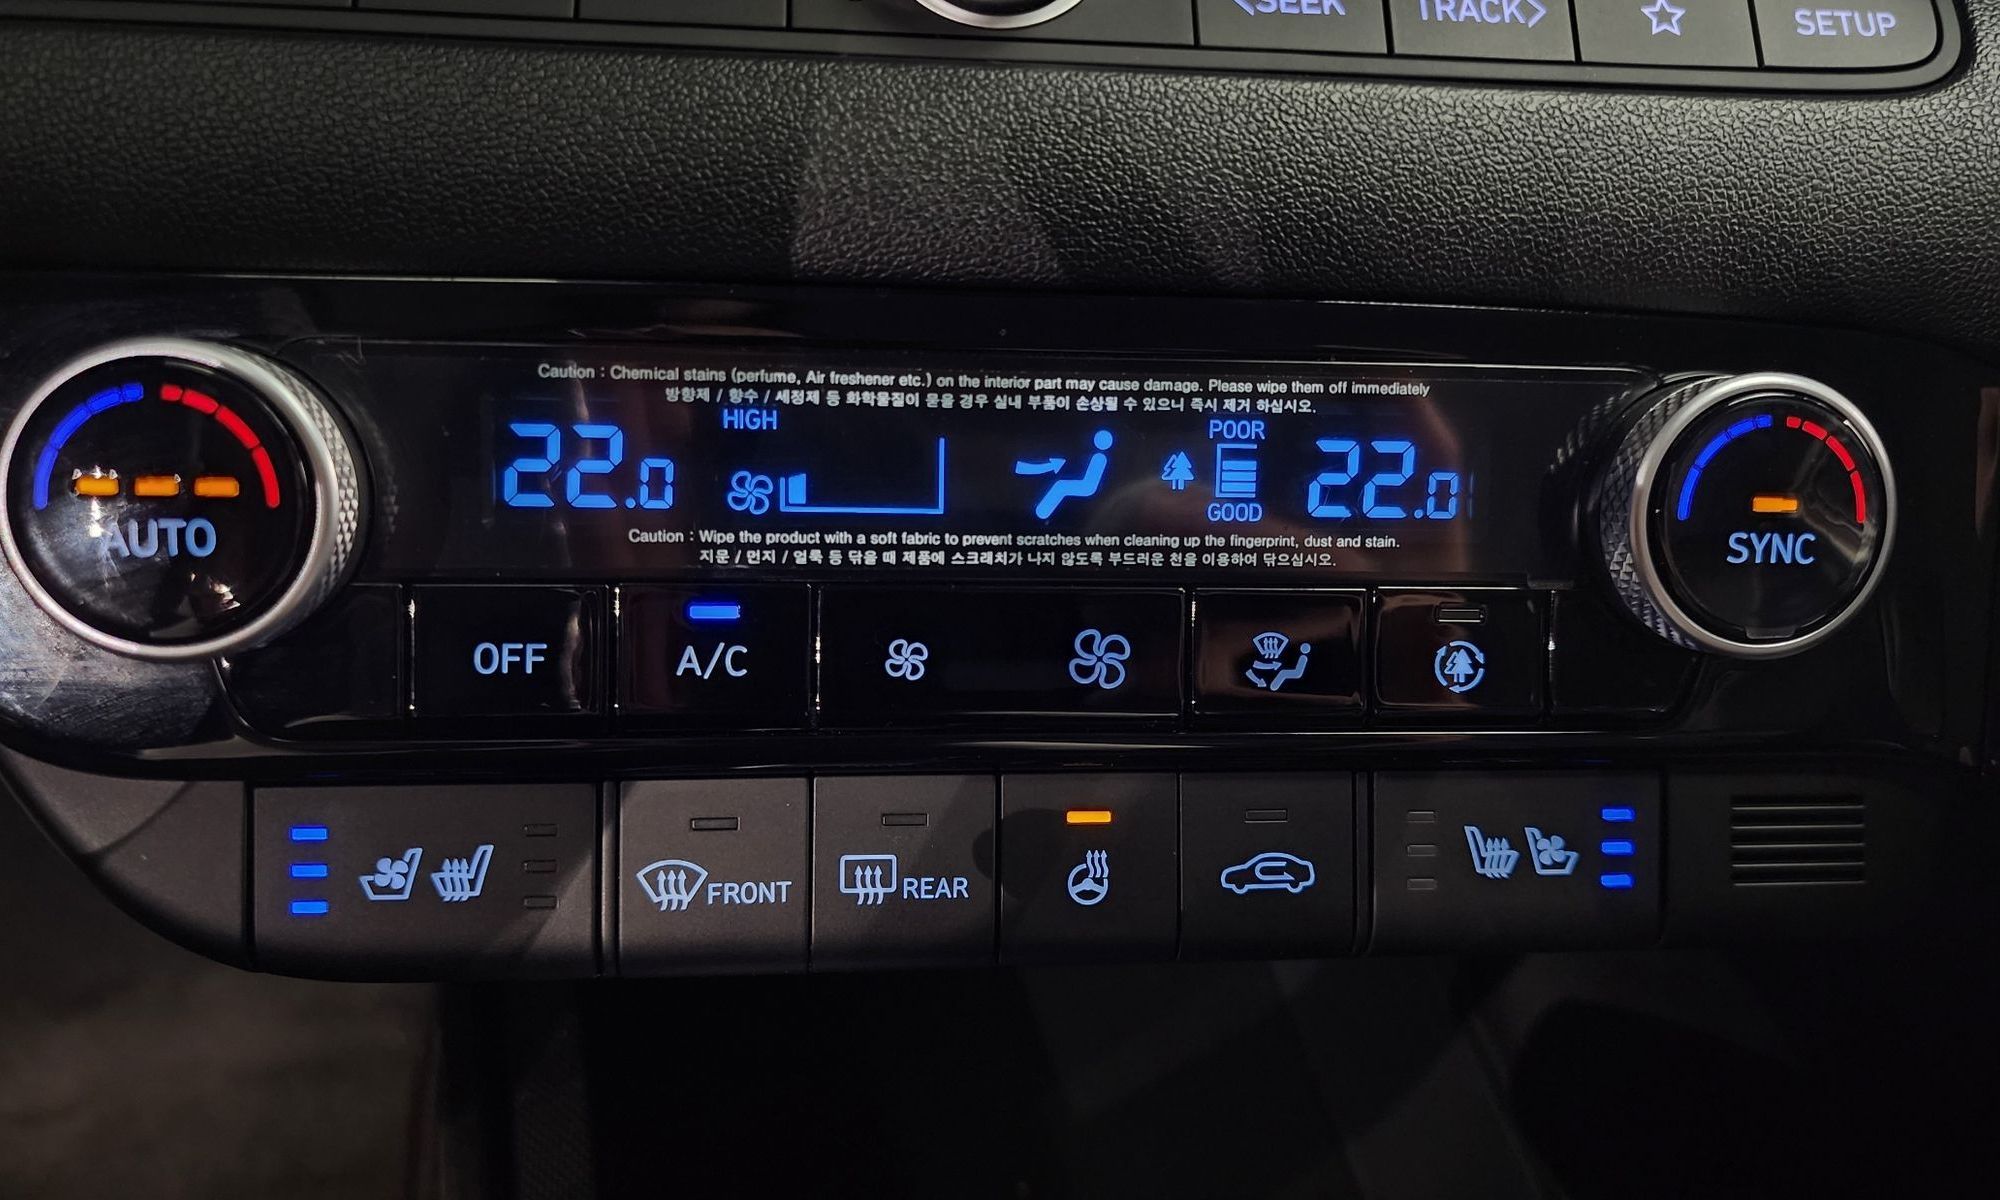 <SEEK
TRACK>
SETUP
Caution : Chemical stains (perfume, Air freshener etc.) on the interior part may cause damage. Please wipe them off immediately
방향제 / 향수 / 세정제 등 화학물질이 묻을 경우 실내 부품이 손상될 수 있으니 즉시 제거 하십시오.
HIGH
POOR
22.0
22.0
GOOD
Caution : Wipe the product with a soft fabric to prevent scratches when cleaning up the fingerprint, dust and stain.
지문 / 먼지 / 얼룩 등 닦을 때 제품에 스크래치가 나지 않도록 부드러운 천을 이용하여 닦으십시오.
AUTO
SYNC
OFF
A/C
FRONT
REAR